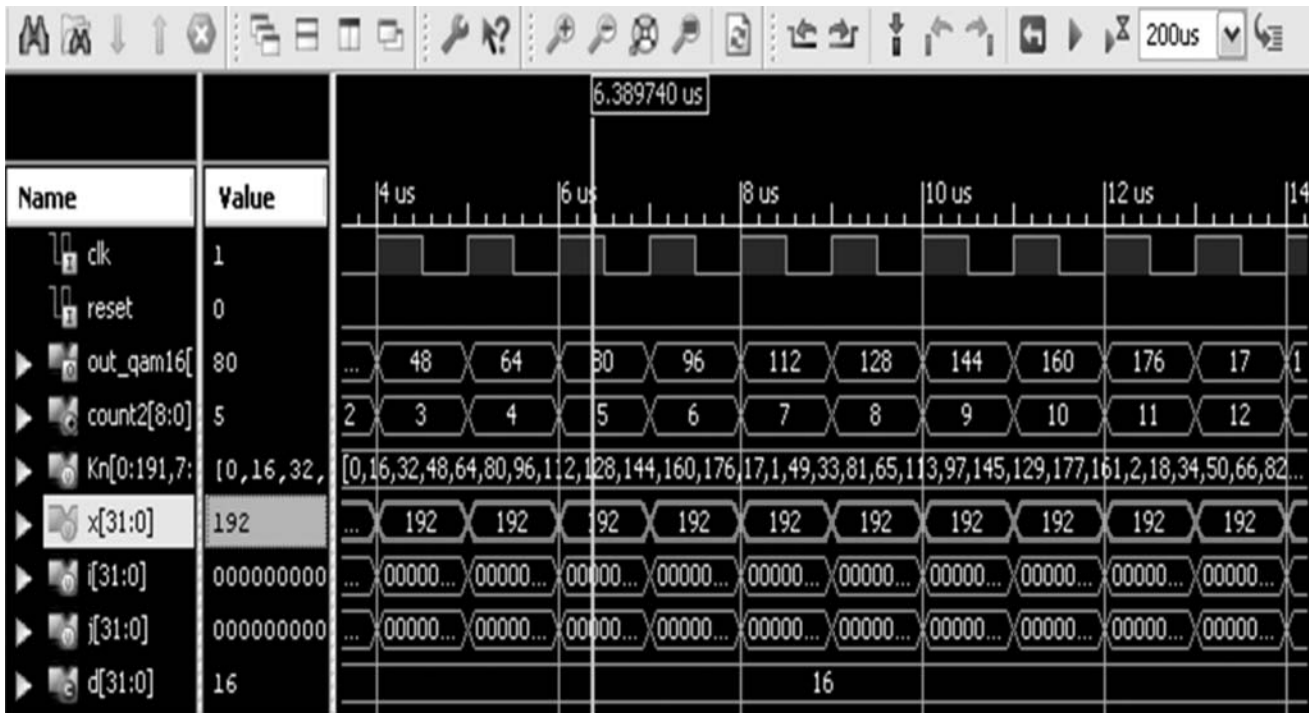 200us
6.389740 us
Name Value 4 us 6 us 8 us 10 us 12 us 14
clk 1
reset 0
out_qam16[ 80 ... 48 64 80 96 112 128 144 160 176 17 1
count2[8:0] 5 2 3 4 5 6 7 8 9 10 11 12
Kn[0:191,7: [0,16,32, [0,16,32,48,64,80,96,112,128,144,160,176,17,1,49,33,81,65,113,97,145,129,177,161,2,18,34,50,66,82...
x[31:0] 192 ... 192 192 192 192 192 192 192 192 192 192
i[31:0] 000000000 ... 00000... 00000... 00000... 00000... 00000... 00000... 00000... 00000... 00000... 00000...
j[31:0] 000000000 ... 00000... 00000... 00000... 00000... 00000... 00000... 00000... 00000... 00000... 00000...
d[31:0] 16 16